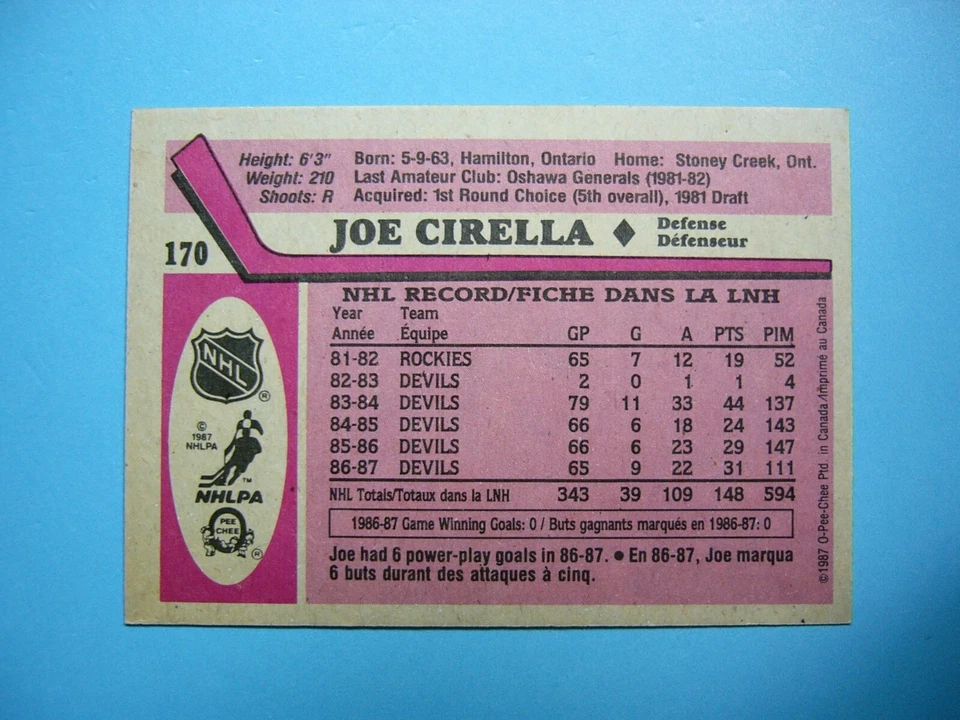 Height: 6'3" Born: 5-9-63, Hamilton, Ontario Home: Stoney Creek, Ont.
Weight: 210 Last Amateur Club: Oshawa Generals (1981-82)
Shoots: R Acquired: 1st Round Choice (5th overall), 1981 Draft
JOE CIRELLA ♦ Defense
Défenseur
170
NHL RECORD/FICHE DANS LA LNH
Year Team
Année Équipe GP G A PTS PIM
81-82 ROCKIES 65 7 12 19 52
82-83 DEVILS 2 0 1 1 4
83-84 DEVILS 79 11 33 44 137
84-85 DEVILS 66 6 18 24 143
85-86 DEVILS 66 6 23 29 147
86-87 DEVILS 65 9 22 31 111
NHL Totals/Totaux dans la LNH 343 39 109 148 594
1986-87 Game Winning Goals: 0 / Buts gagnants marqués en 1986-87: 0
Joe had 6 power-play goals in 86-87. ● En 86-87, Joe marqua
6 buts durant des attaques à cinq.
NHL
®
©
1987
NHLPA
TM
NHLPA
PEE
CHEE
®
©1987 O-Pee-Chee Ptd. in Canada/Imprimé au Canada